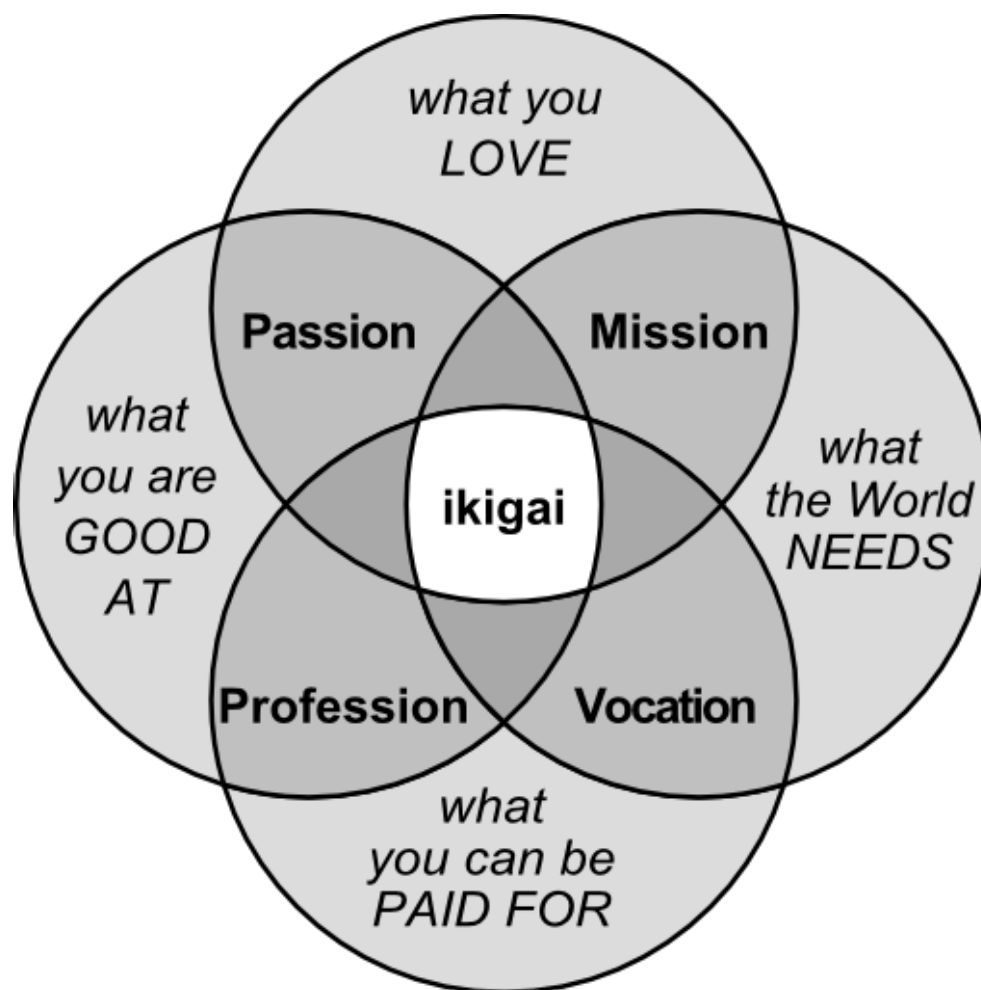 what you
LOVE
Passion
Mission
what
you are
GOOD
AT
ikigai
what
the World
NEEDS
Profession
Vocation
what
you can be
PAID FOR